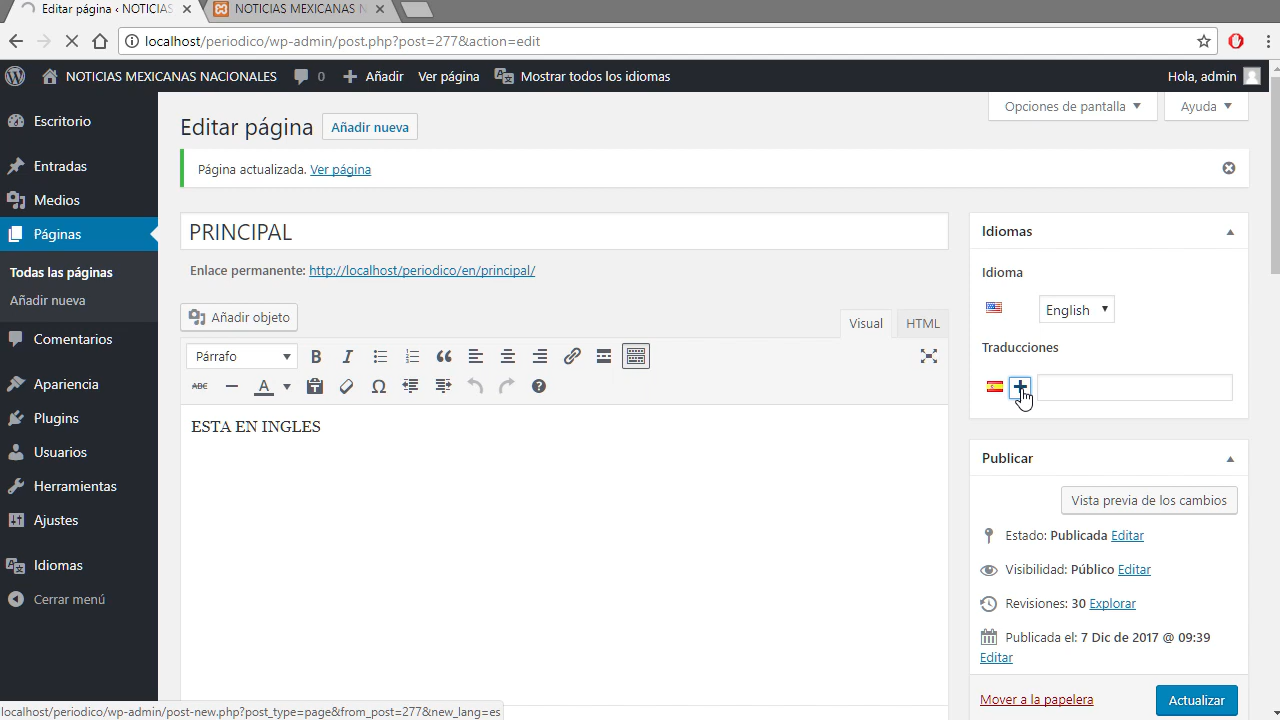 Editar página ‹ NOTICIAS
NOTICIAS MEXICANAS N
localhost/periodico/wp-admin/post.php?post=277&action=edit
NOTICIAS MEXICANAS NACIONALES
0
Añadir
Ver página
Mostrar todos los idiomas
Hola, admin
Opciones de pantalla
Ayuda
Escritorio
Entradas
Medios
Páginas
Todas las páginas
Añadir nueva
Comentarios
Apariencia
Plugins
Usuarios
Herramientas
Ajustes
Idiomas
Cerrar menú
Editar página
Añadir nueva
Página actualizada. Ver página
PRINCIPAL
Enlace permanente: http://localhost/periodico/en/principal/
Añadir objeto
Visual
HTML
Párrafo
B I
ABC
A
ESTA EN INGLES
Idiomas
Idioma
English
Traducciones
Publicar
Vista previa de los cambios
Estado: Publicada Editar
Visibilidad: Público Editar
Revisiones: 30 Explorar
Publicada el: 7 Dic de 2017 @ 09:39
Editar
Mover a la papelera
Actualizar
localhost/periodico/wp-admin/post-new.php?post_type=page&from_post=277&new_lang=es